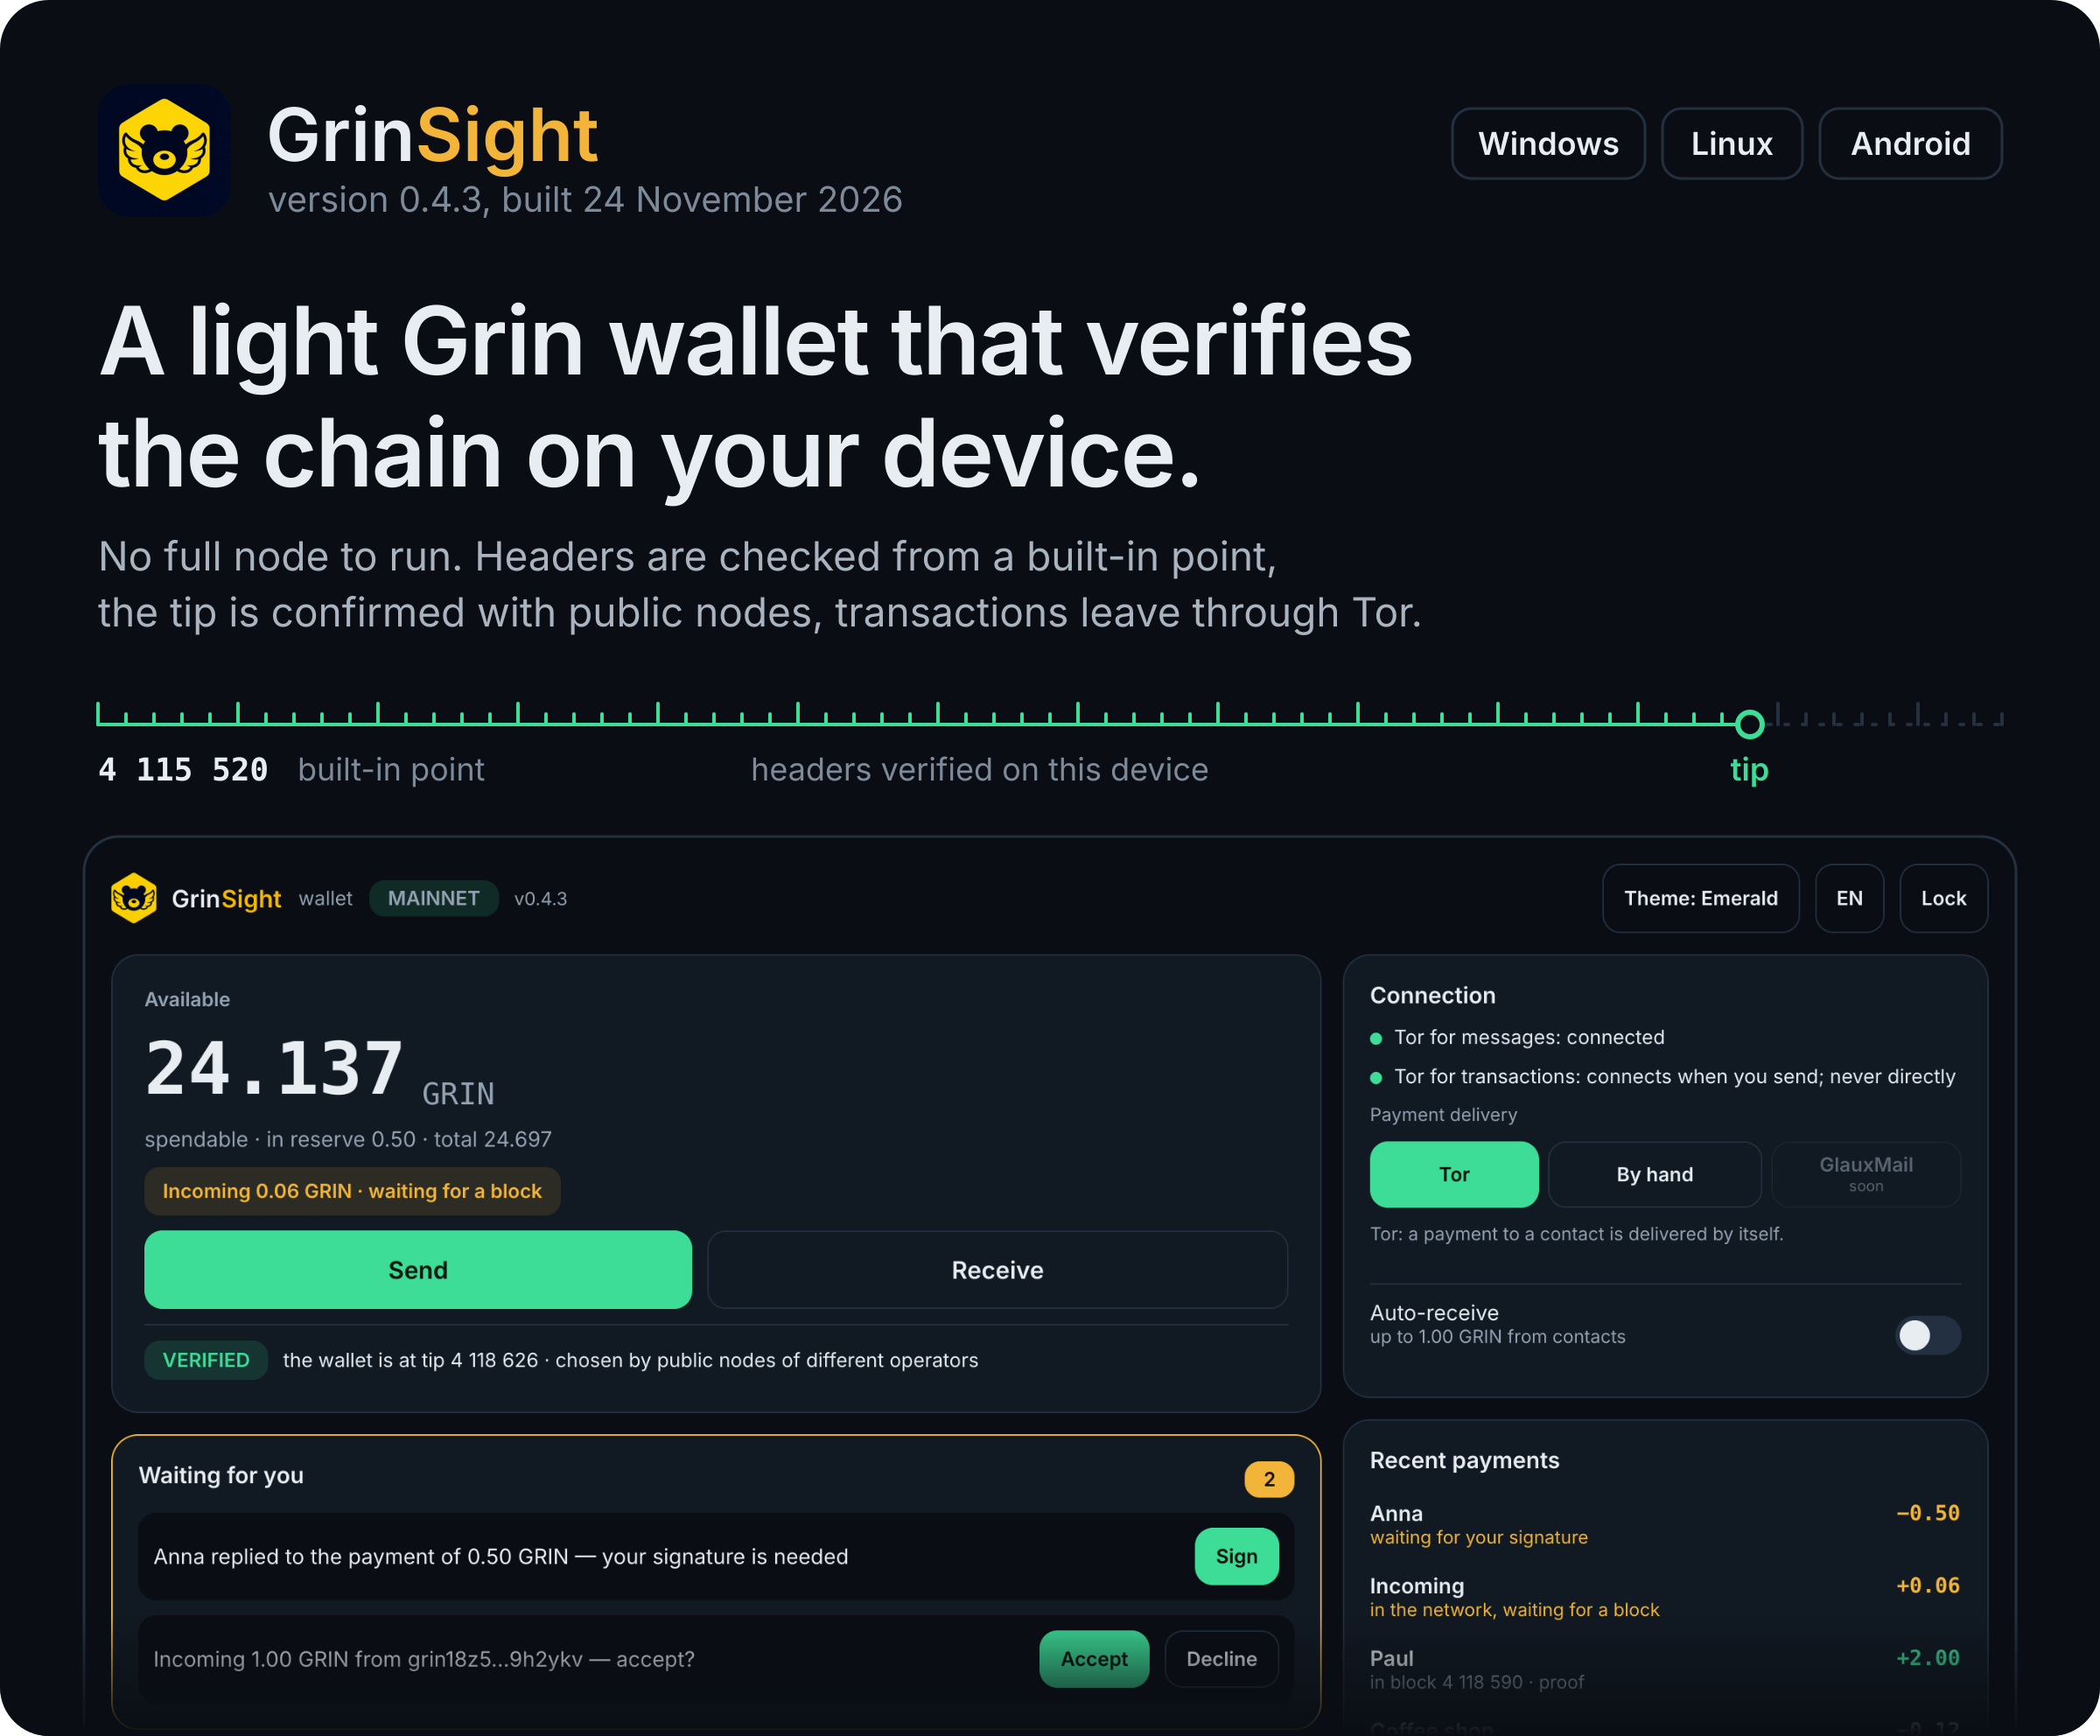 GrinSight
version 0.4.3, built 24 November 2026
Windows
Linux
Android
A light Grin wallet that verifies
the chain on your device.
No full node to run. Headers are checked from a built-in point,
the tip is confirmed with public nodes, transactions leave through Tor.
4 115 520 built-in point
headers verified on this device
tip
GrinSight wallet MAINNET v0.4.3
Theme: Emerald
EN
Lock
Available
24.137 GRIN
spendable · in reserve 0.50 · total 24.697
Incoming 0.06 GRIN · waiting for a block
Send
Receive
VERIFIED the wallet is at tip 4 118 626 · chosen by public nodes of different operators
Connection
Tor for messages: connected
Tor for transactions: connects when you send; never directly
Payment delivery
Tor
By hand
GlauxMail
soon
Tor: a payment to a contact is delivered by itself.
Auto-receive
up to 1.00 GRIN from contacts
Waiting for you
2
Anna replied to the payment of 0.50 GRIN — your signature is needed
Sign
Incoming 1.00 GRIN from grin18z5...9h2ykv — accept?
Accept
Decline
Recent payments
Anna −0.50
waiting for your signature
Incoming +0.06
in the network, waiting for a block
Paul +2.00
in block 4 118 590 · proof
Coffee shop −0.12